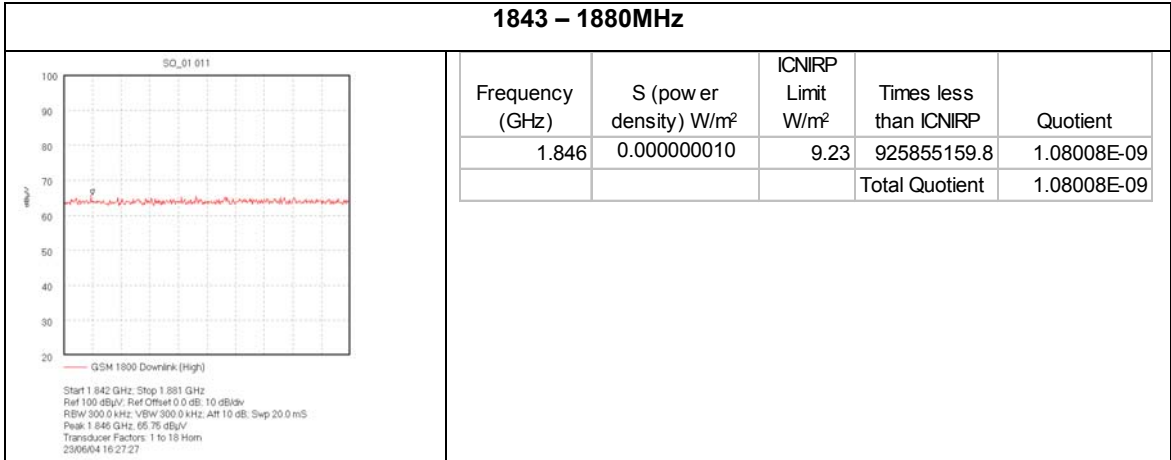 1843 – 1880MHz
SO_01 011
100
90
80
70
60
50
40
30
20
dBµV
GSM 1800 Downlink (High)
Start 1.842 GHz; Stop 1.881 GHz
Ref 100 dBµV; Ref Offset 0.0 dB; 10 dB/div
RBW 300.0 kHz; VBW 300.0 kHz; Att 10 dB; Swp 20.0 mS
Peak 1.846 GHz, 65.75 dBµV
Transducer Factors: 1 to 18 Horn
23/06/04 16:27:27
Frequency (GHz) S (pow er density) W/m² ICNIRP Limit W/m² Times less than ICNIRP Quotient
1.846 0.000000010 9.23 925855159.8 1.08008E-09
Total Quotient 1.08008E-09